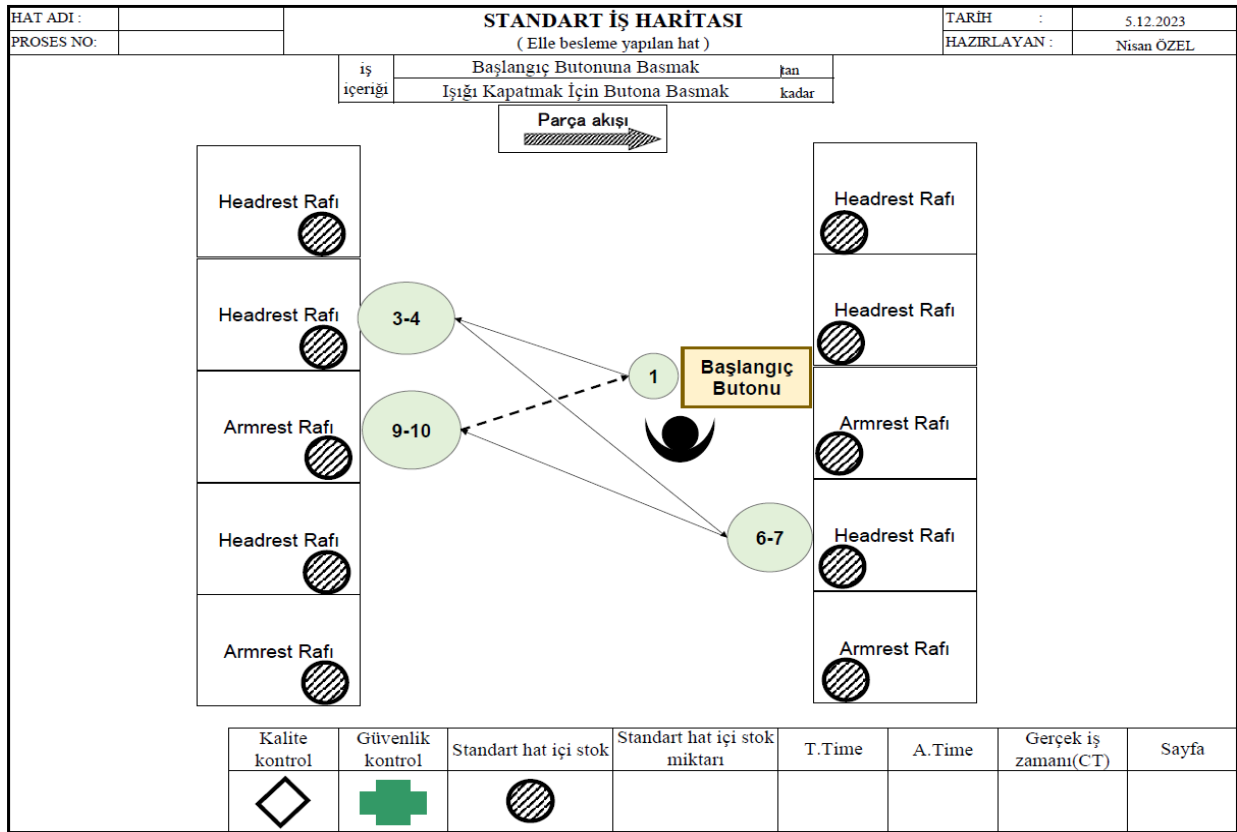 HAT ADI :
STANDART İŞ HARİTASI
TARİH :
5.12.2023
PROSES NO:
( Elle besleme yapılan hat )
HAZIRLAYAN :
Nisan ÖZEL
iş
içeriği
Başlangıç Butonuna Basmak
tan
Işığı Kapatmak İçin Butona Basmak
kadar
Parça akışı
Headrest Rafı
Headrest Rafı
Armrest Rafı
Headrest Rafı
Armrest Rafı
3-4
9-10
1
Başlangıç
Butonu
6-7
Headrest Rafı
Headrest Rafı
Armrest Rafı
Headrest Rafı
Armrest Rafı
Kalite
kontrol
Güvenlik
kontrol
Standart hat içi stok
Standart hat içi stok
miktarı
T.Time
A.Time
Gerçek iş
zamanı(CT)
Sayfa